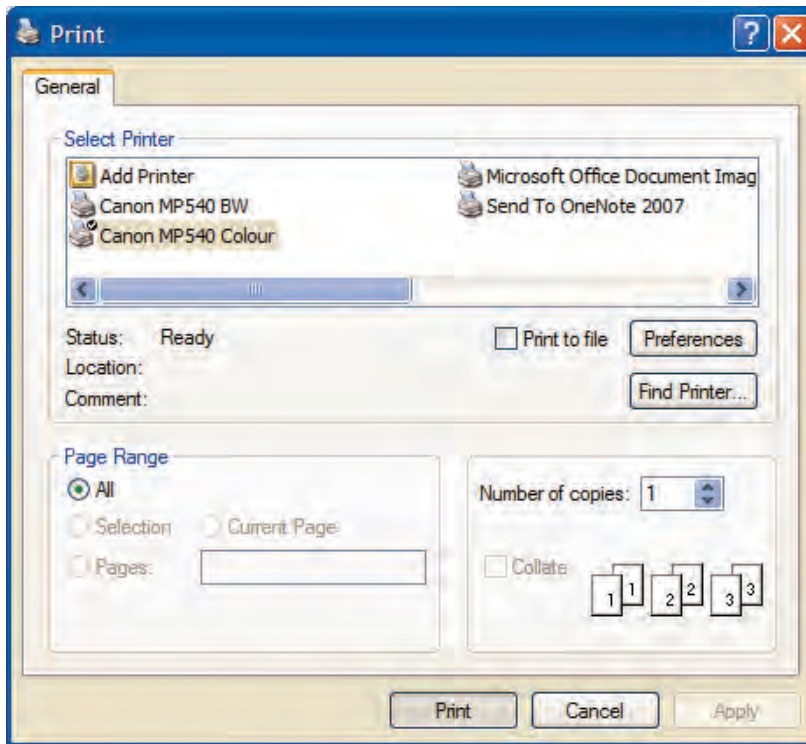 Print
General
Select Printer
Add Printer
Canon MP540 BW
Canon MP540 Colour
Microsoft Office Document Imag
Send To OneNote 2007
Status: Ready
Location:
Comment:
Print to file
Preferences
Find Printer...
Page Range
All
Selection
Current Page
Pages:
Number of copies: 1
Collate
1 1 2 2 3 3
Print
Cancel
Apply